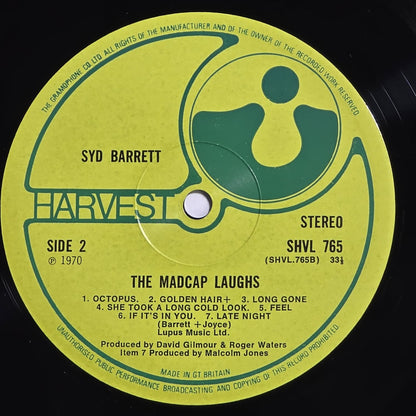 THE GRAMOPHONE CO. LTD. ALL RIGHTS OF THE MANUFACTURER AND OF THE OWNER OF THE RECORDED WORK RESERVED.
SYD BARRETT
HARVEST
STEREO
SIDE 2
SHVL 765
℗ 1970
(SHVL.765B) 33⅓
THE MADCAP LAUGHS
1. OCTOPUS. 2. GOLDEN HAIR+ 3. LONG GONE
4. SHE TOOK A LONG COLD LOOK. 5. FEEL
6. IF IT'S IN YOU. 7. LATE NIGHT
(Barrett +Joyce)
Lupus Music Ltd.
Produced by David Gilmour & Roger Waters
Item 7 Produced by Malcolm Jones
MADE IN GT. BRITAIN
UNAUTHORISED PUBLIC PERFORMANCE BROADCASTING AND COPYING OF THIS RECORD PROHIBITED